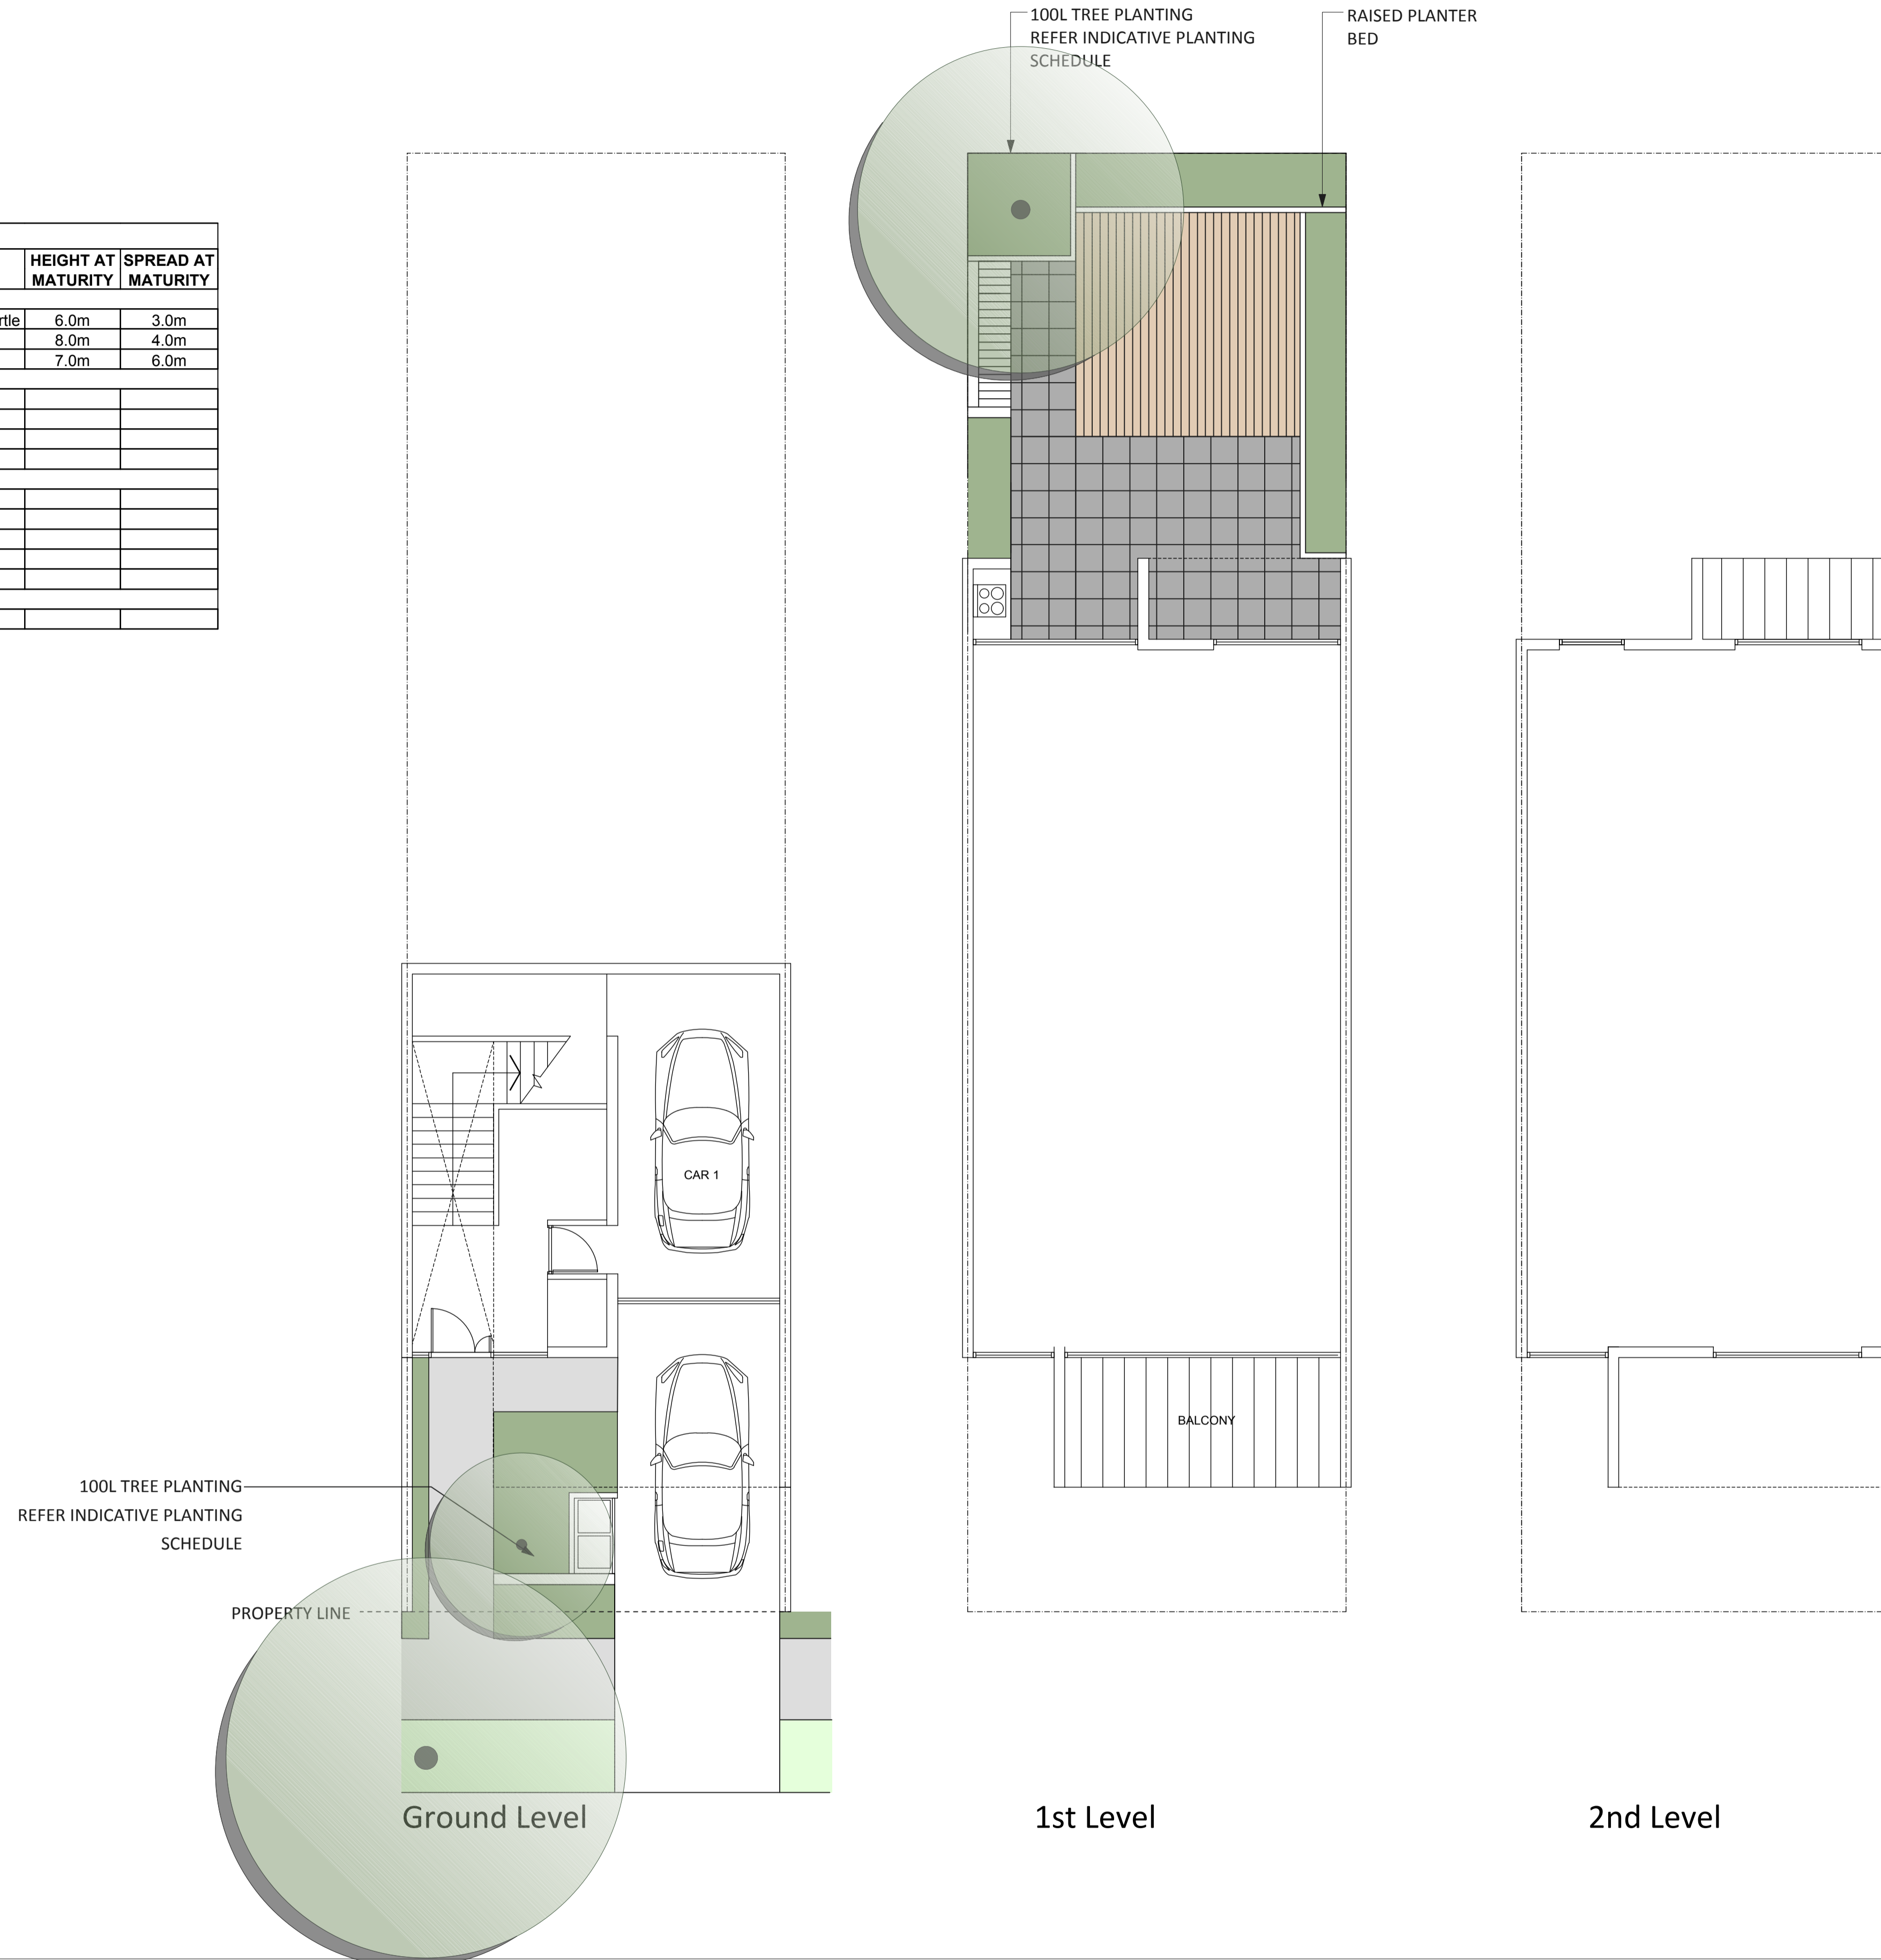 100L TREE PLANTING
REFER INDICATIVE PLANTING
SCHEDULE
RAISED PLANTER
BED
HEIGHT AT MATURITY
SPREAD AT MATURITY
6.0m 3.0m
8.0m 4.0m
7.0m 6.0m
CAR 1
BALCONY
100L TREE PLANTING
REFER INDICATIVE PLANTING
SCHEDULE
PROPERTY LINE
Ground Level
1st Level
2nd Level